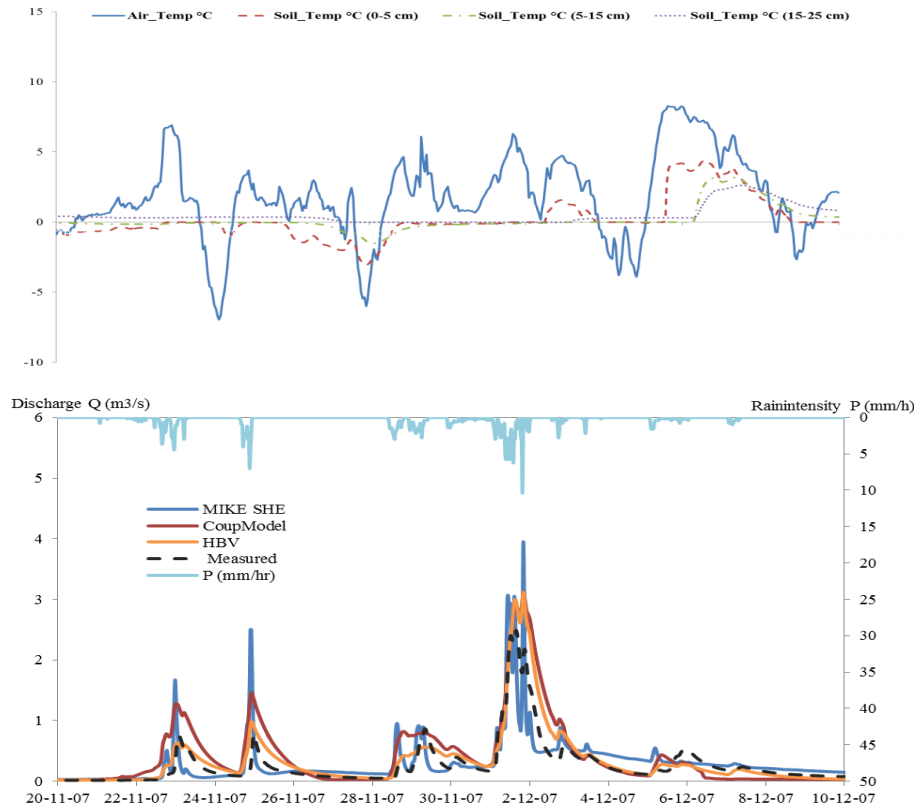 Air_Temp °C Soil_Temp °C (0-5 cm) Soil_Temp °C (5-15 cm) Soil_Temp °C (15-25 cm)
15
10
5
0
-5
-10
Discharge Q (m3/s) Rainintensity P (mm/h)
6 0
5
5 10
15
4
20
3 25
30
2
35
1 40
45
0 50
MIKE SHE
CoupModel
HBV
Measured
P (mm/hr)
20-11-07 22-11-07 24-11-07 26-11-07 28-11-07 30-11-07 2-12-07 4-12-07 6-12-07 8-12-07 10-12-07